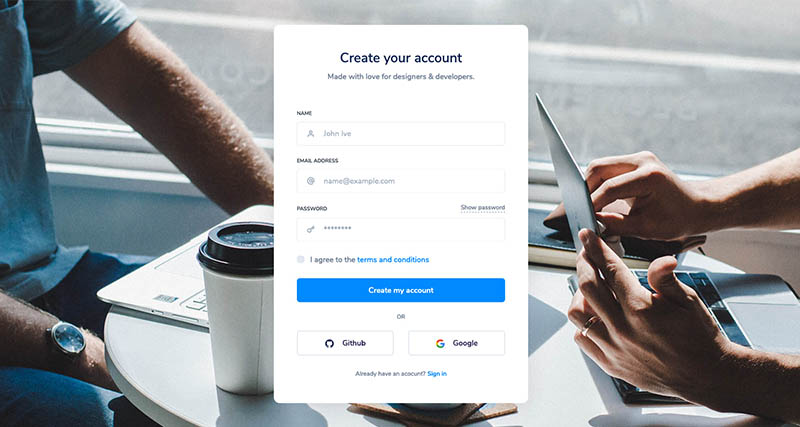 Create your account
Made with love for designers & developers.
NAME
John Ive
EMAIL ADDRESS
name@example.com
PASSWORD Show password
********
I agree to the terms and conditions
Create my account
OR
Github Google
Already have an acocunt? Sign in